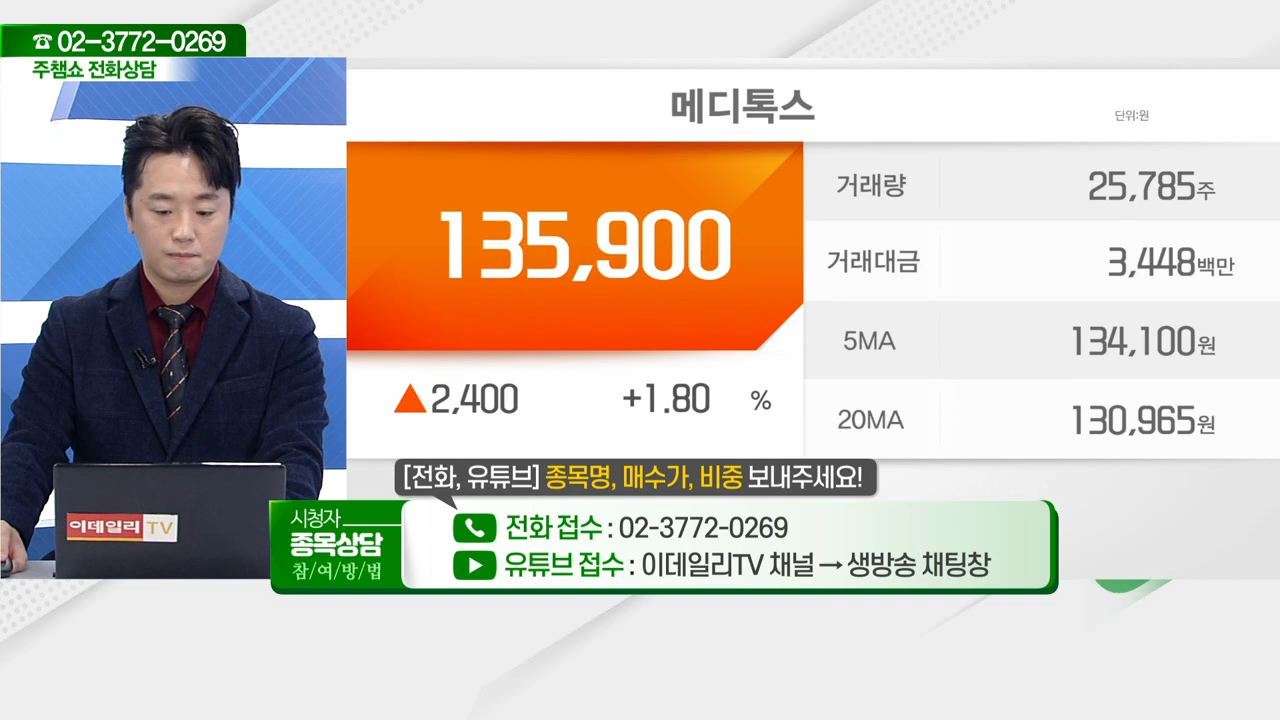 ☎ 02-3772-0269
주챔쇼 전화상담
메디톡스
단위:원
135,900
▲2,400 +1.80 %
거래량 25,785주
거래대금 3,448백만
5MA 134,100원
20MA 130,965원
[전화, 유튜브] 종목명, 매수가, 비중 보내주세요!
시청자
종목상담
참/여/방/법
전화 접수 : 02-3772-0269
유튜브 접수 : 이데일리TV 채널 → 생방송 채팅창
이데일리 TV